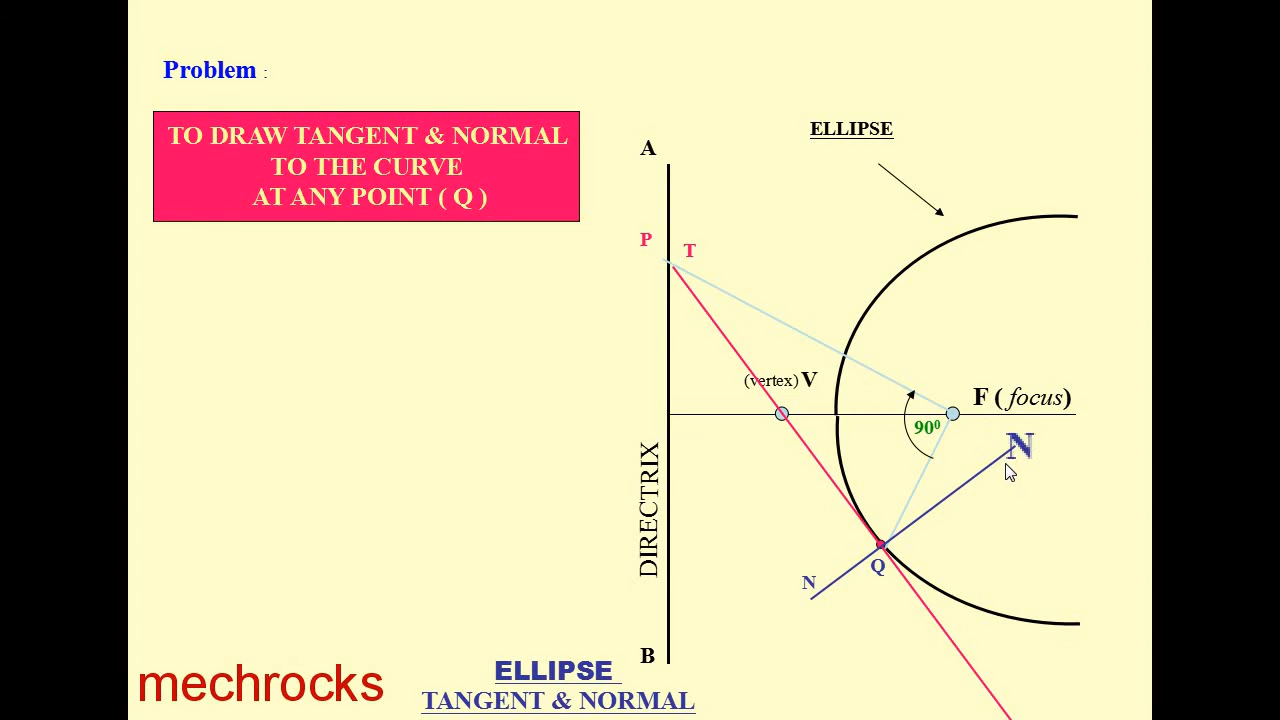 Problem :
TO DRAW TANGENT & NORMAL
TO THE CURVE
AT ANY POINT ( Q )
ELLIPSE
A
P
T
(vertex) V
F ( focus)
90⁰
N
DIRECTRIX
Q
N
B
mechrocks
ELLIPSE
TANGENT & NORMAL